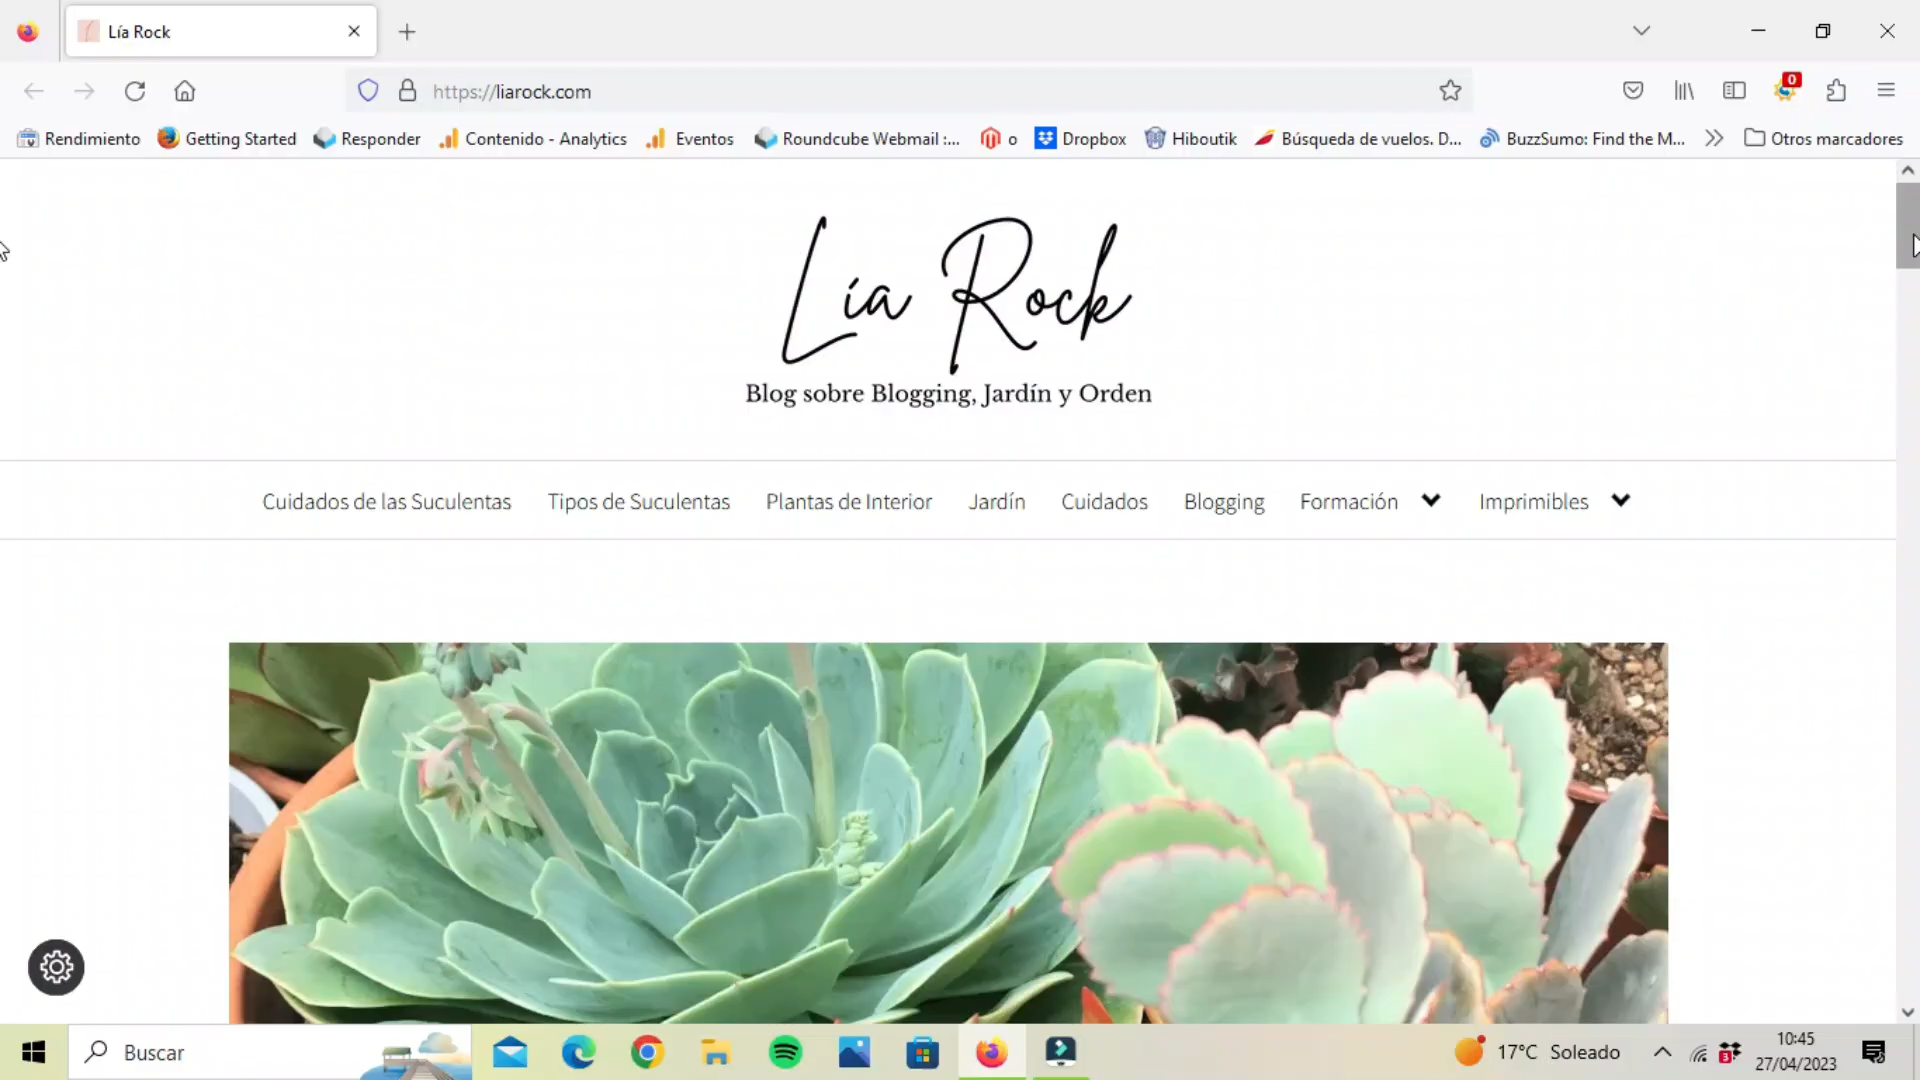 Lía Rock
https://liarock.com
0
Rendimiento Getting Started Responder Contenido - Analytics Eventos Roundcube Webmail :... o Dropbox Hiboutik Búsqueda de vuelos. D... BuzzSumo: Find the M... Otros marcadores
Lía Rock
Blog sobre Blogging, Jardín y Orden
Cuidados de las Suculentas Tipos de Suculentas Plantas de Interior Jardín Cuidados Blogging Formación Imprimibles
Buscar
17°C Soleado
3
10:45
27/04/2023